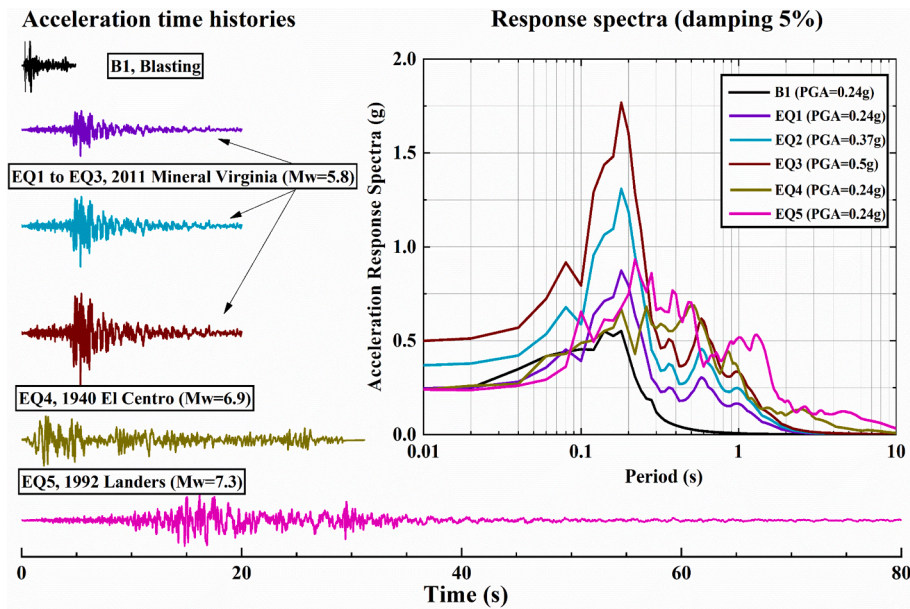 Acceleration time histories
Response spectra (damping 5%)
B1, Blasting
EQ1 to EQ3, 2011 Mineral Virginia (Mw=5.8)
EQ4, 1940 El Centro (Mw=6.9)
EQ5, 1992 Landers (Mw=7.3)
0 20 40 60 80
Time (s)
Acceleration Response Spectra (g)
2.0
1.5
1.0
0.5
0.0
0.01 0.1 1 10
Period (s)
B1 (PGA=0.24g)
EQ1 (PGA=0.24g)
EQ2 (PGA=0.37g)
EQ3 (PGA=0.5g)
EQ4 (PGA=0.24g)
EQ5 (PGA=0.24g)